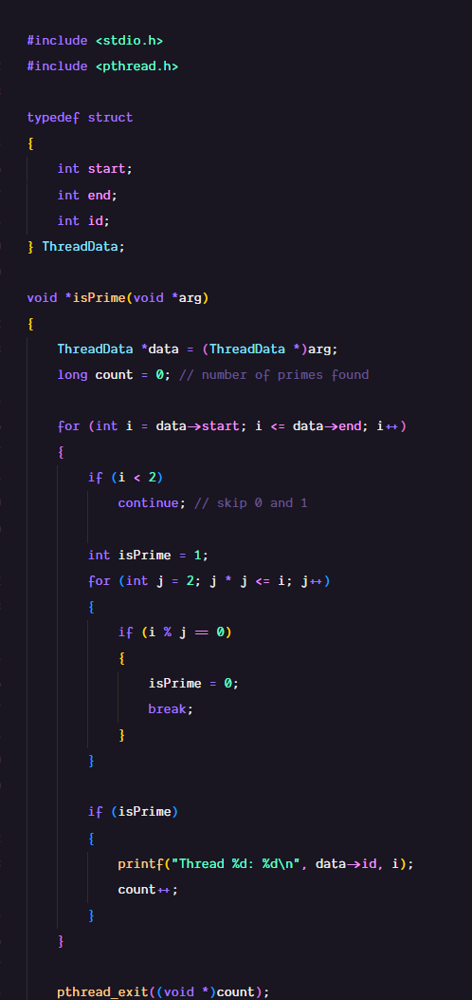 #include <stdio.h>
#include <pthread.h>
typedef struct
{
    int start;
    int end;
    int id;
} ThreadData;
void *isPrime(void *arg)
{
    ThreadData *data = (ThreadData *)arg;
    long count = 0; // number of primes found
    for (int i = data->start; i <= data->end; i++)
    {
        if (i < 2)
            continue; // skip 0 and 1
        int isPrime = 1;
        for (int j = 2; j * j <= i; j++)
        {
            if (i % j == 0)
            {
                isPrime = 0;
                break;
            }
        }
        if (isPrime)
        {
            printf("Thread %d: %d\n", data->id, i);
            count++;
        }
    }
    pthread_exit((void *)count);